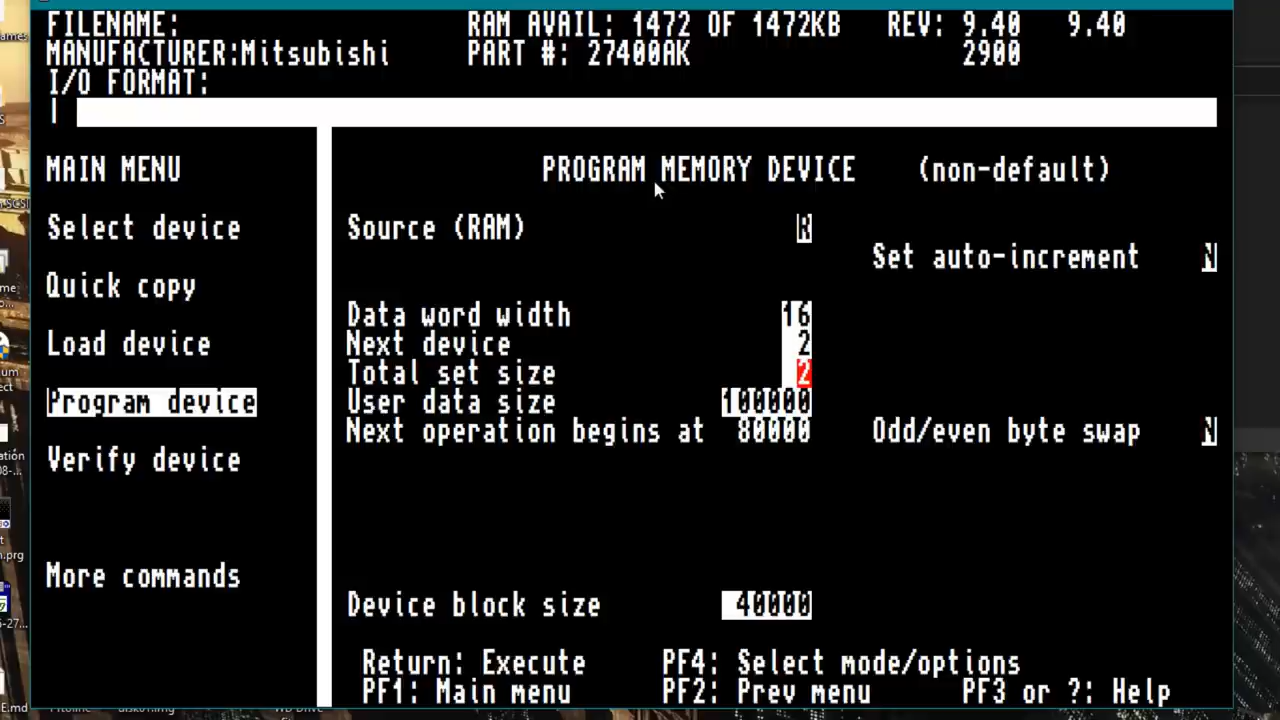 FILENAME: RAM AVAIL: 1472 OF 1472KB REV: 9.40 9.40
MANUFACTURER:Mitsubishi PART #: 27400AK 2900
I/O FORMAT:
MAIN MENU
Select device
Quick copy
Load device
Program device
Verify device
More commands
PROGRAM MEMORY DEVICE (non-default)
Source (RAM) R
Set auto-increment N
Data word width 16
Next device 2
Total set size 2
User data size 100000
Next operation begins at 80000 Odd/even byte swap N
Device block size 40000
Return: Execute PF4: Select mode/options
PF1: Main menu PF2: Prev menu PF3 or ?: Help